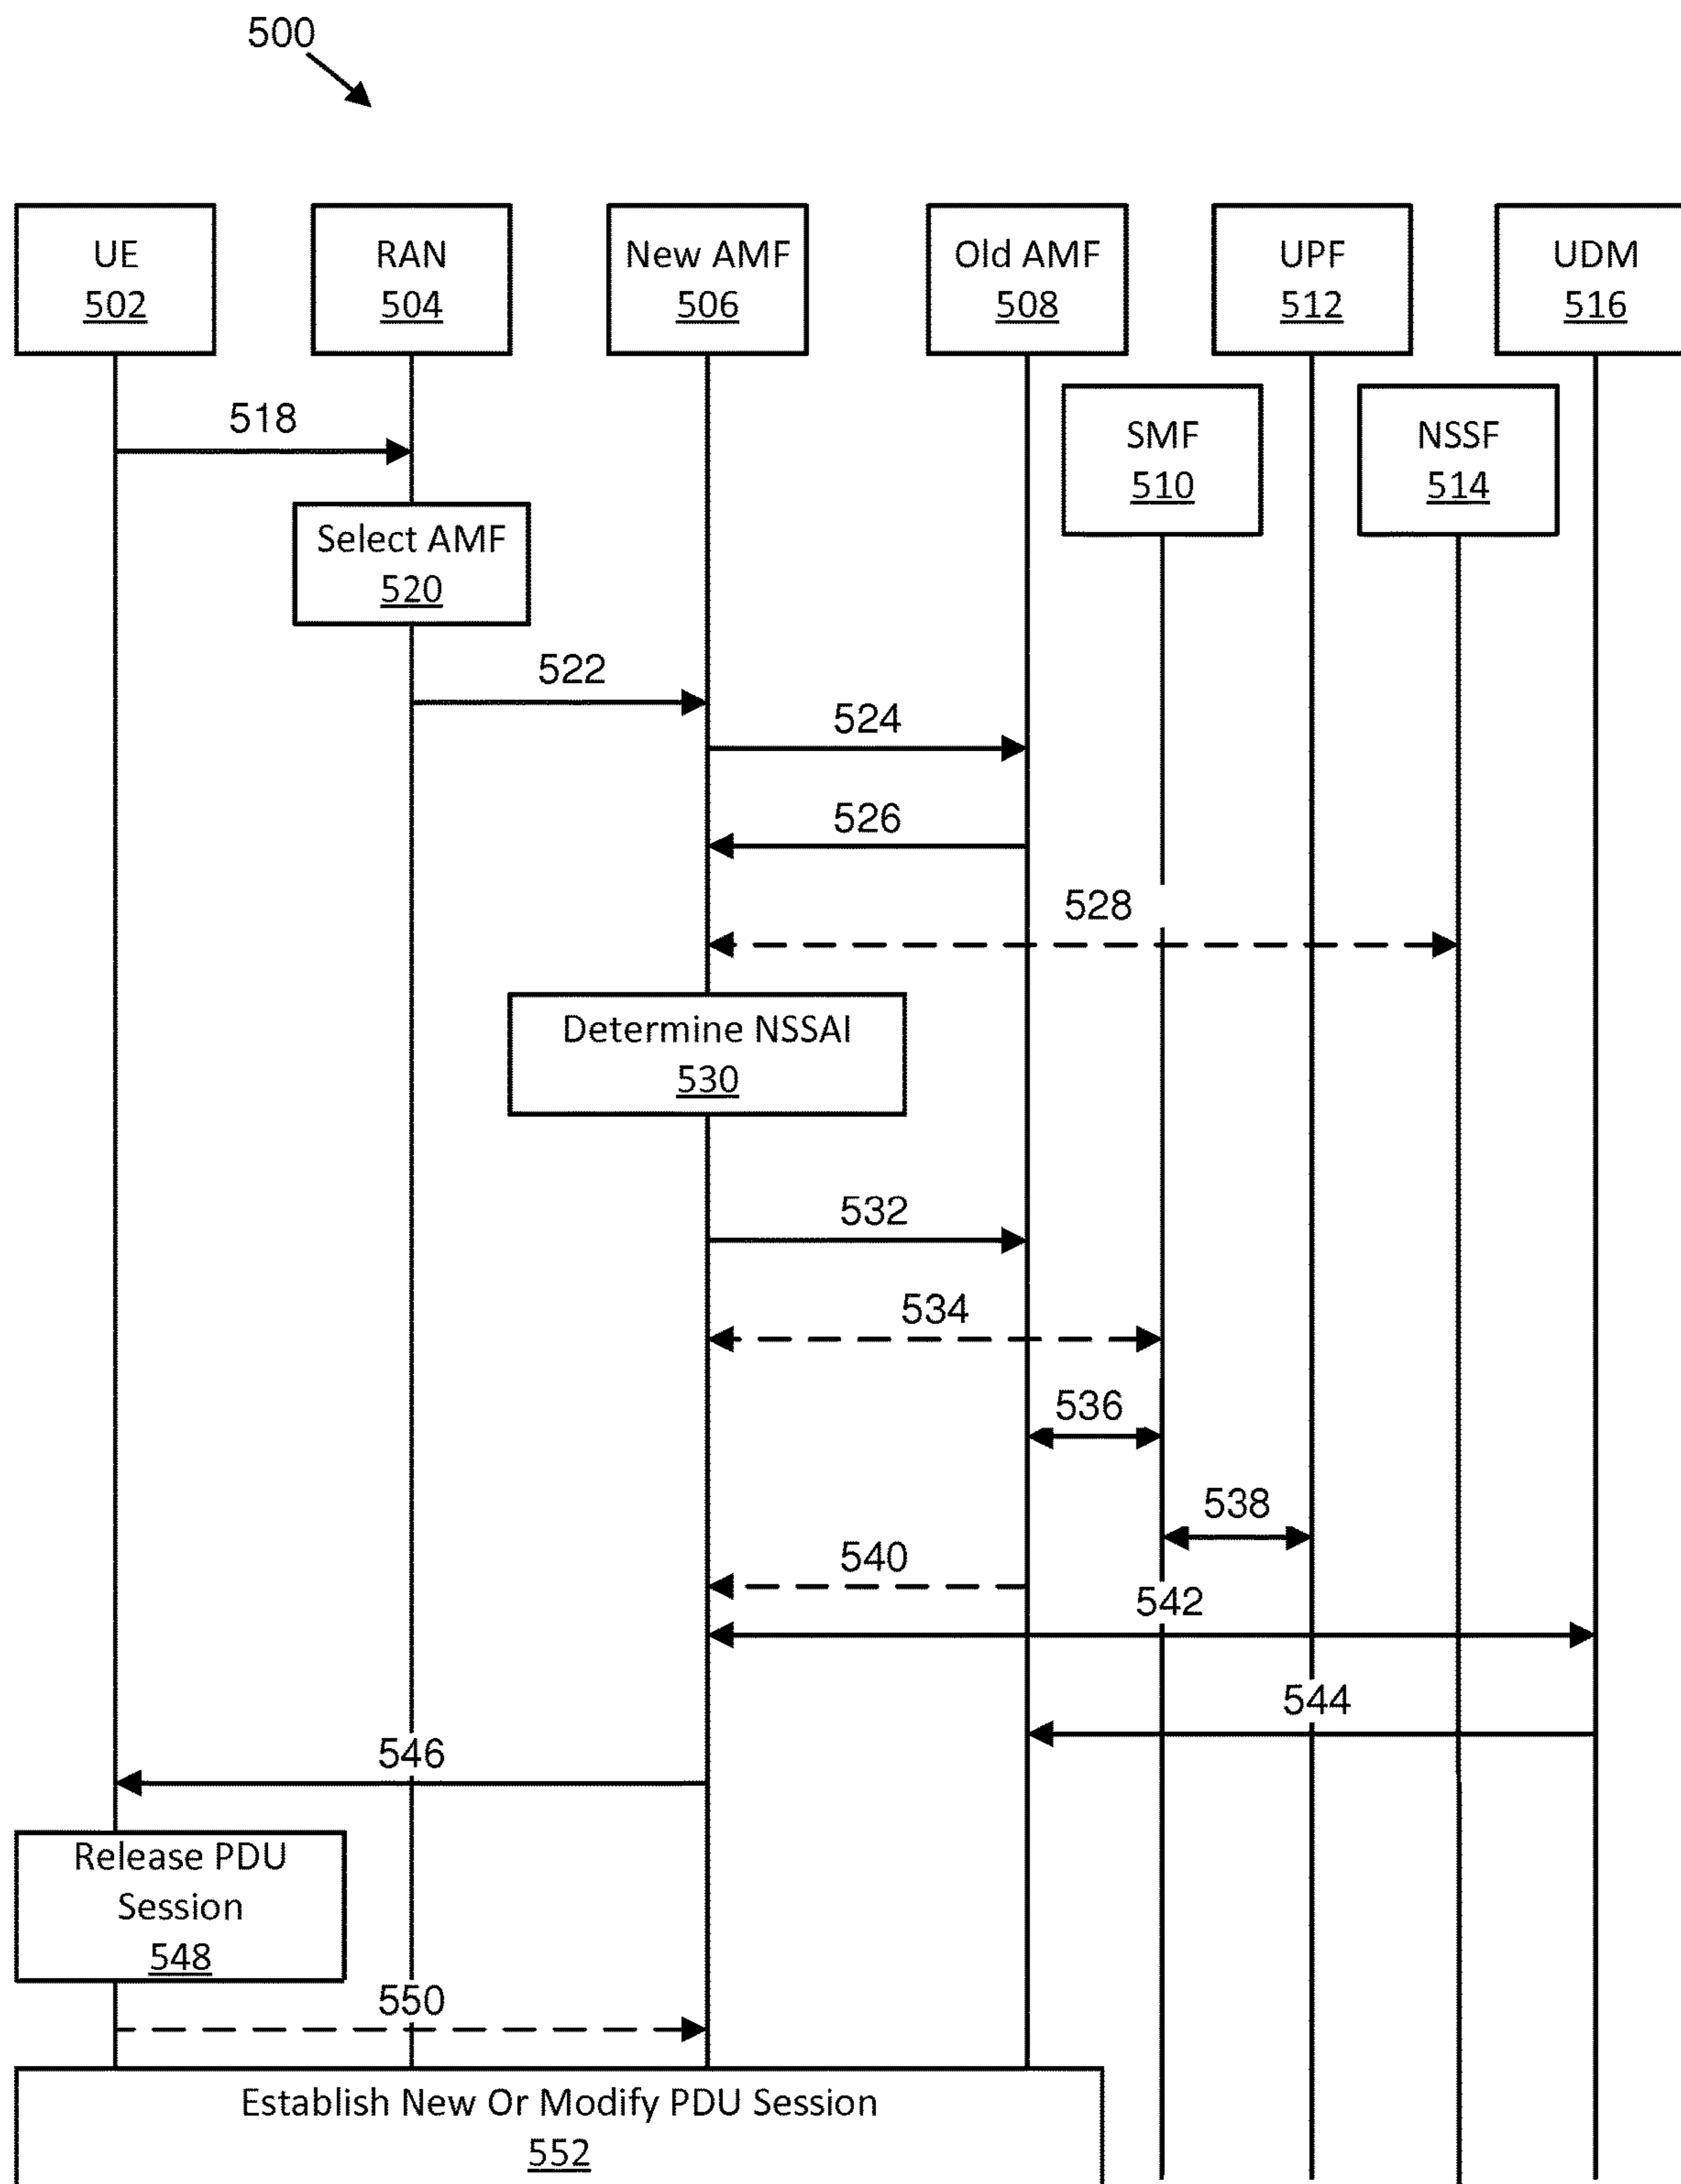 500
UE
502
RAN
504
New AMF
506
Old AMF
508
UPF
512
UDM
516
SMF
510
NSSF
514
518
Select AMF
520
522
524
526
528
Determine NSSAI
530
532
534
536
538
540
542
544
546
Release PDU
Session
548
550
Establish New Or Modify PDU Session
552